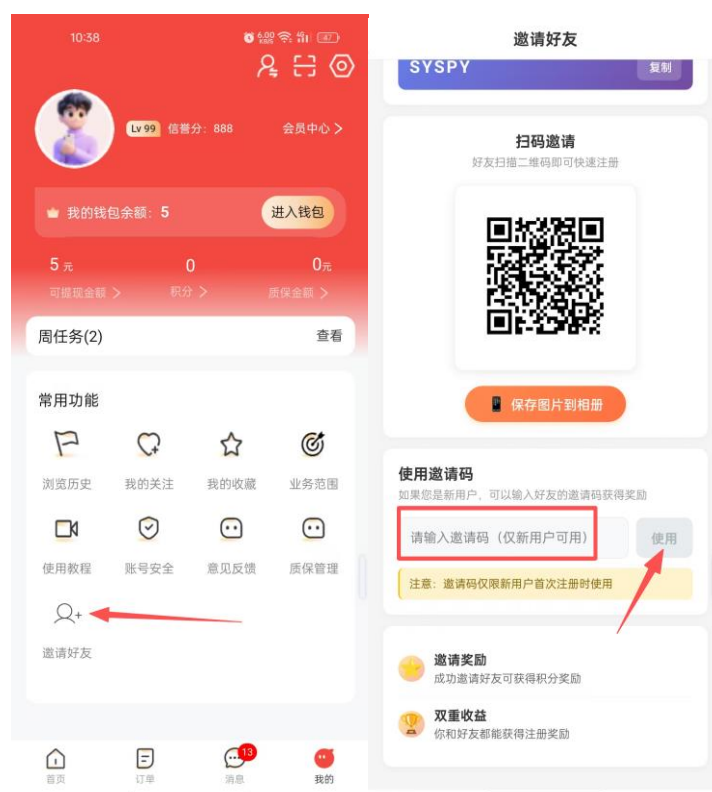 10:38
6.00
KB/S
47
Lv 99 信誉分：888
会员中心
我的钱包余额：5
进入钱包
5元
0
0元
可提现金额
积分
质保金额
周任务(2)
查看
常用功能
浏览历史
我的关注
我的收藏
业务范围
使用教程
账号安全
意见反馈
质保管理
邀请好友
13
首页
订单
消息
我的
邀请好友
SYSPY
复制
扫码邀请
好友扫描二维码即可快速注册
保存图片到相册
使用邀请码
如果您是新用户，可以输入好友的邀请码获得奖励
请输入邀请码（仅新用户可用）
使用
注意：邀请码仅限新用户首次注册时使用
邀请奖励
成功邀请好友可获得积分奖励
双重收益
你和好友都能获得注册奖励